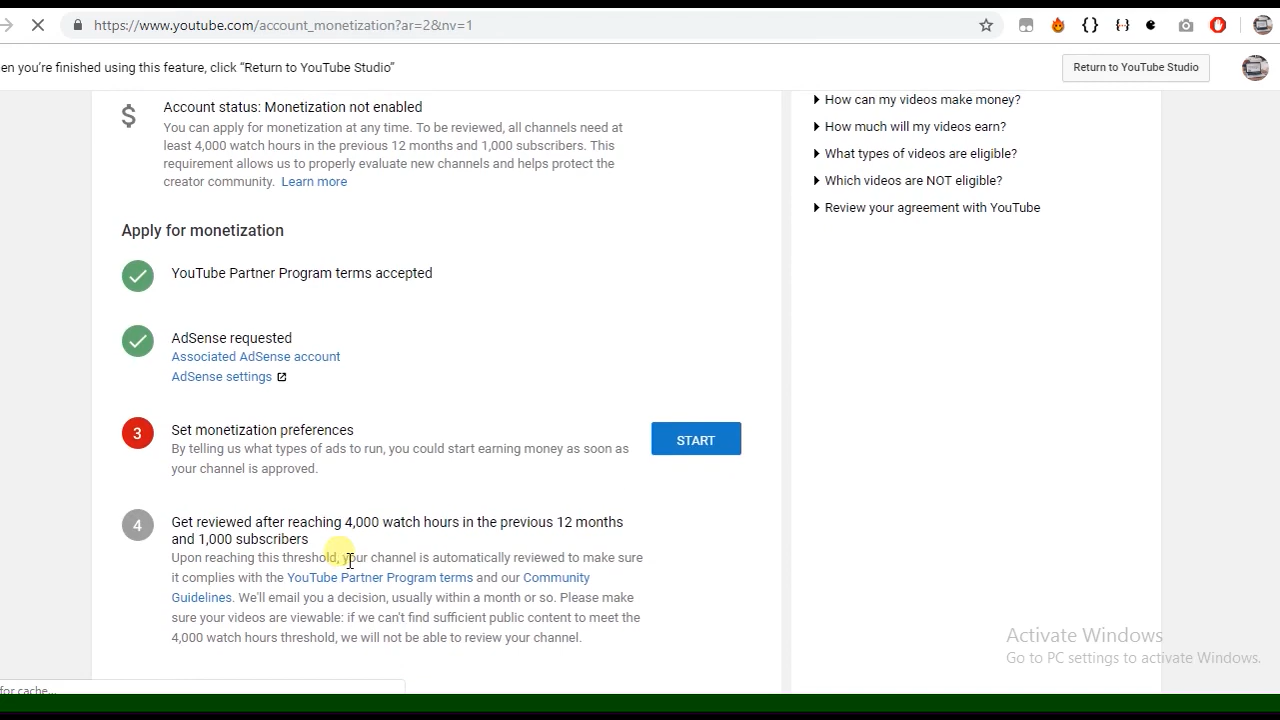 https://www.youtube.com/account_monetization?ar=2&nv=1
en you're finished using this feature, click “Return to YouTube Studio”
Return to YouTube Studio
Account status: Monetization not enabled
You can apply for monetization at any time. To be reviewed, all channels need at
least 4,000 watch hours in the previous 12 months and 1,000 subscribers. This
requirement allows us to properly evaluate new channels and helps protect the
creator community. Learn more
Apply for monetization
YouTube Partner Program terms accepted
AdSense requested
Associated AdSense account
AdSense settings
3
Set monetization preferences
By telling us what types of ads to run, you could start earning money as soon as
your channel is approved.
START
4
Get reviewed after reaching 4,000 watch hours in the previous 12 months
and 1,000 subscribers
Upon reaching this threshold, your channel is automatically reviewed to make sure
it complies with the YouTube Partner Program terms and our Community
Guidelines. We'll email you a decision, usually within a month or so. Please make
sure your videos are viewable: if we can't find sufficient public content to meet the
4,000 watch hours threshold, we will not be able to review your channel.
How can my videos make money?
How much will my videos earn?
What types of videos are eligible?
Which videos are NOT eligible?
Review your agreement with YouTube
Activate Windows
Go to PC settings to activate Windows.
for cache...